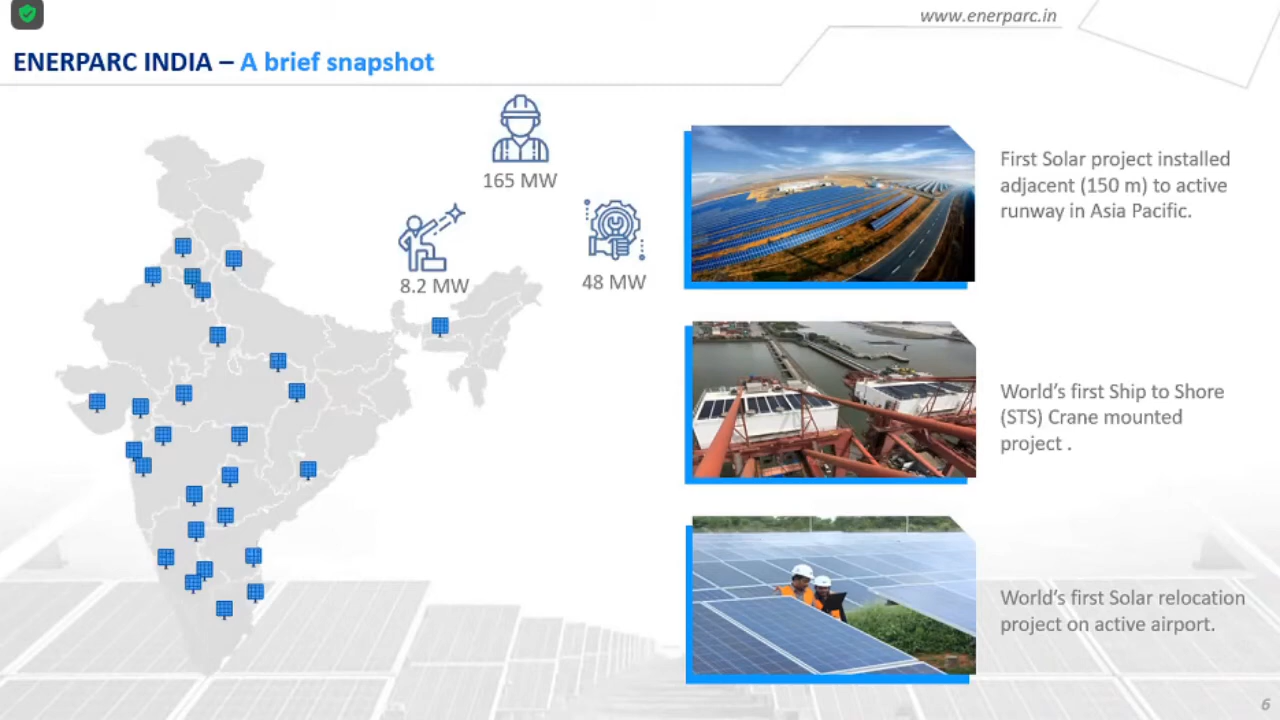 www.enerparc.in
ENERPARC INDIA – A brief snapshot
165 MW
8.2 MW
48 MW
First Solar project installed
adjacent (150 m) to active
runway in Asia Pacific.
World’s first Ship to Shore
(STS) Crane mounted
project .
World’s first Solar relocation
project on active airport.
6